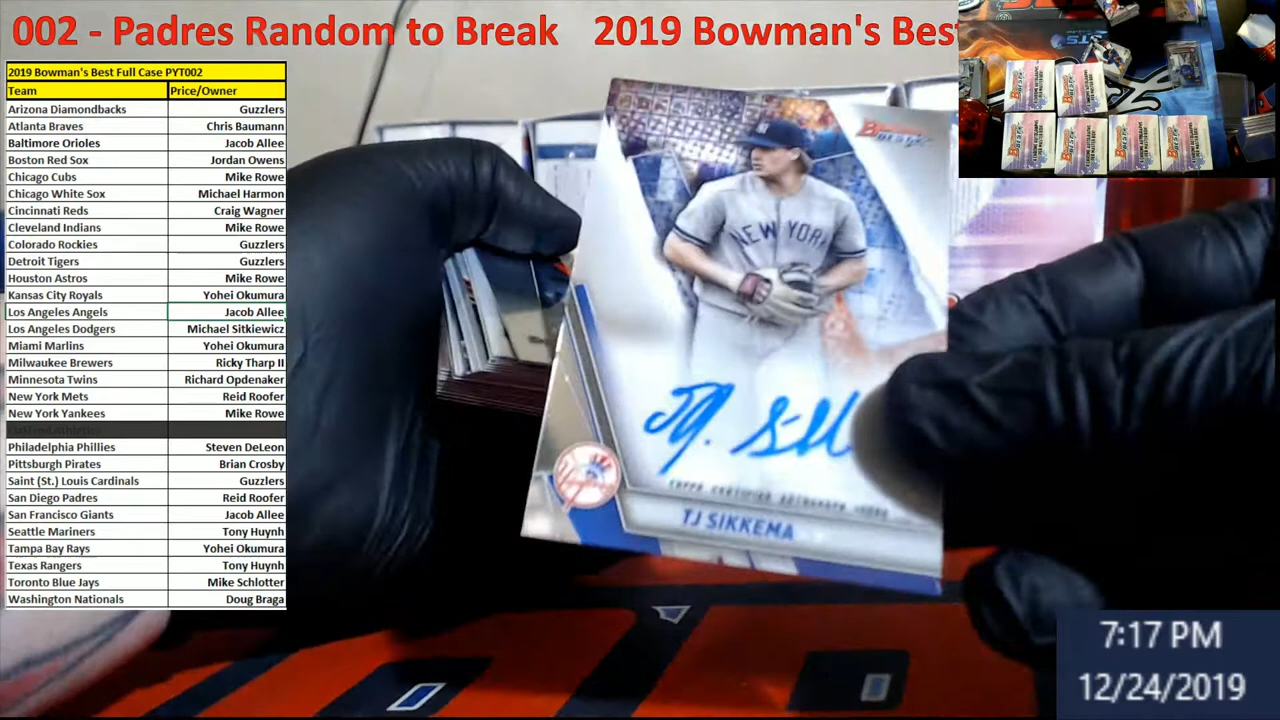 002 - Padres Random to Break 2019 Bowman's Best
2019 Bowman's Best Full Case PYT002
Team Price/Owner
Arizona Diamondbacks Guzzlers
Atlanta Braves Chris Baumann
Baltimore Orioles Jacob Allee
Boston Red Sox Jordan Owens
Chicago Cubs Mike Rowe
Chicago White Sox Michael Harmon
Cincinnati Reds Craig Wagner
Cleveland Indians Mike Rowe
Colorado Rockies Guzzlers
Detroit Tigers Guzzlers
Houston Astros Mike Rowe
Kansas City Royals Yohei Okumura
Los Angeles Angels Jacob Allee
Los Angeles Dodgers Michael Sitkiewicz
Miami Marlins Yohei Okumura
Milwaukee Brewers Ricky Tharp II
Minnesota Twins Richard Opdenaker
New York Mets Reid Roofer
New York Yankees Mike Rowe
Philadelphia Phillies Steven DeLeon
Pittsburgh Pirates Brian Crosby
Saint (St.) Louis Cardinals Guzzlers
San Diego Padres Reid Roofer
San Francisco Giants Jacob Allee
Seattle Mariners Tony Huynh
Tampa Bay Rays Yohei Okumura
Texas Rangers Tony Huynh
Toronto Blue Jays Mike Schlotter
Washington Nationals Doug Braga
BOWMAN'S
BEST
NEW YORK
TOPPS CERTIFIED AUTOGRAPH ISSUE
TJ SIKKEMA
7:17 PM
12/24/2019